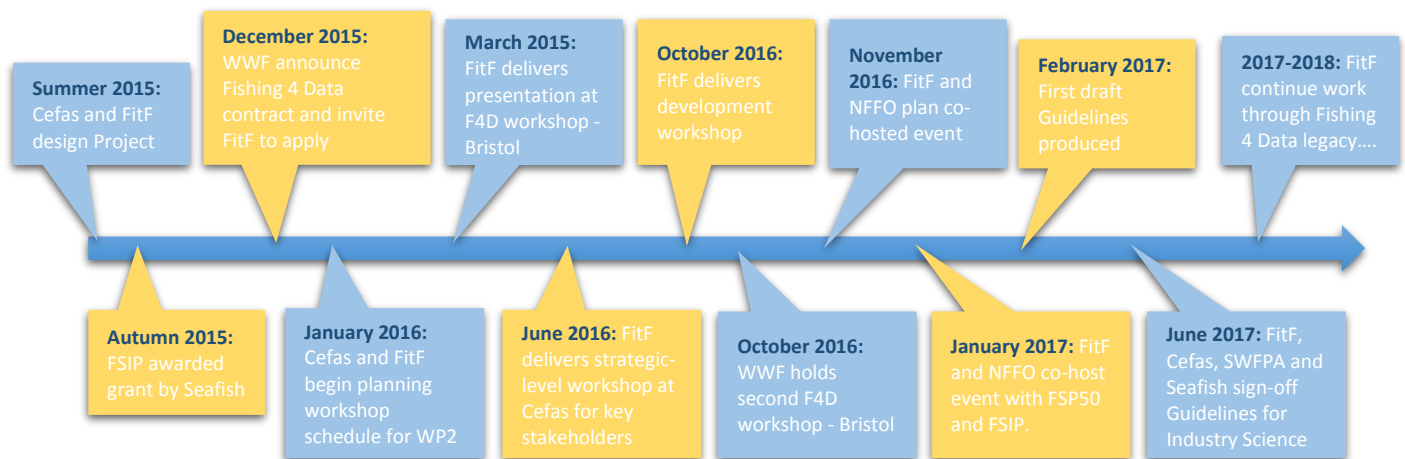 Summer 2015:
Cefas and FitF
design Project
December 2015:
WWF announce
Fishing 4 Data
contract and invite
FitF to apply
March 2015:
FitF delivers
presentation at
F4D workshop -
Bristol
October 2016:
FitF delivers
development
workshop
November
2016: FitF and
NFFO plan co-
hosted event
February 2017:
First draft
Guidelines
produced
2017-2018: FitF
continue work
through Fishing
4 Data legacy....
Autumn 2015:
FSIP awarded
grant by Seafish
January 2016:
Cefas and FitF
begin planning
workshop
schedule for WP2
June 2016: FitF
delivers strategic-
level workshop at
Cefas for key
stakeholders
October 2016:
WWF holds
second F4D
workshop - Bristol
January 2017: FitF
and NFFO co-host
event with FSP50
and FSIP.
June 2017: FitF,
Cefas, SWFPA and
Seafish sign-off
Guidelines for
Industry Science